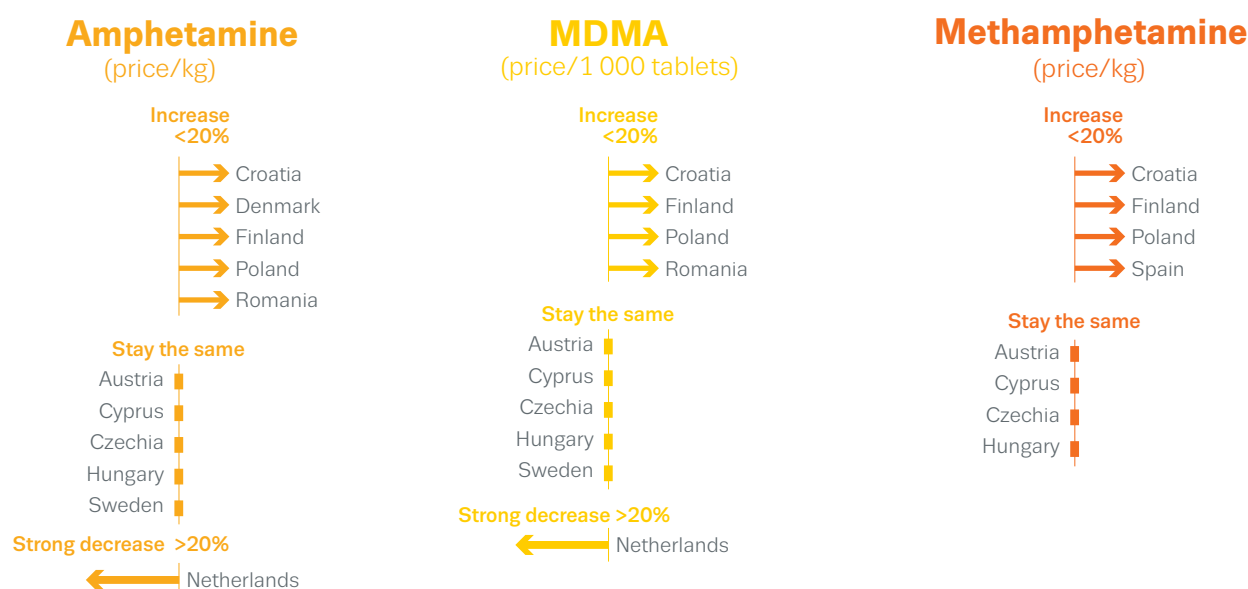 Amphetamine
(price/kg)
Increase
<20%
Croatia
Denmark
Finland
Poland
Romania
Stay the same
Austria
Cyprus
Czechia
Hungary
Sweden
Strong decrease >20%
Netherlands
MDMA
(price/1 000 tablets)
Increase
<20%
Croatia
Finland
Poland
Romania
Stay the same
Austria
Cyprus
Czechia
Hungary
Sweden
Strong decrease >20%
Netherlands
Methamphetamine
(price/kg)
Increase
<20%
Croatia
Finland
Poland
Spain
Stay the same
Austria
Cyprus
Czechia
Hungary